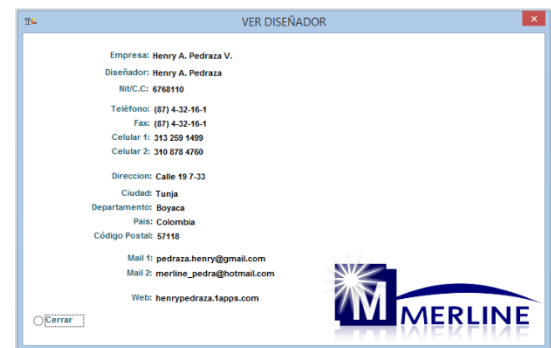 VER DISEÑADOR
Empresa: Henry A. Pedraza V.
Diseñador: Henry A. Pedraza
Nit/C.C: 6768110
Teléfono: (87) 4-32-16-1
Fax: (87) 4-32-16-1
Celular 1: 313 259 1499
Celular 2: 310 878 4760
Direccion: Calle 19 7-33
Ciudad: Tunja
Departamento: Boyaca
Pais: Colombia
Código Postal: 57118
Mail 1: pedraza.henry@gmail.com
Mail 2: merline_pedra@hotmail.com
Web: henrypedraza.1apps.com
Cerrar
M MERLINE